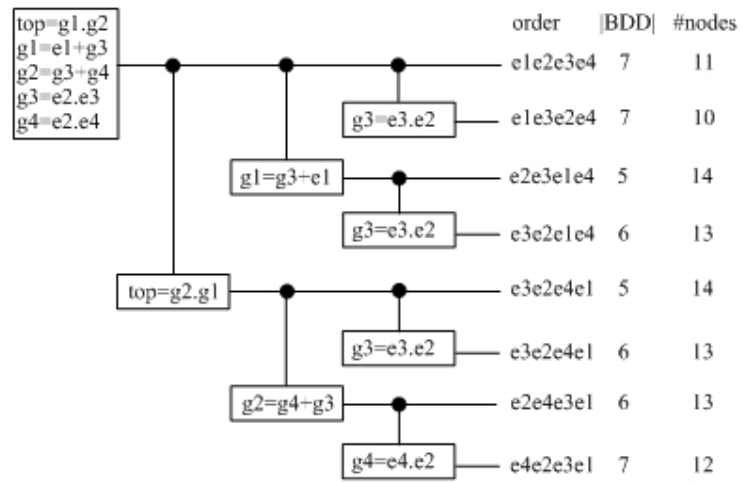 order |BDD| #nodes
top=g1.g2
g1=e1+g3
g2=g3+g4
g3=e2.e3
g4=e2.e4
e1e2e3e4 7 11
g3=e3.e2
e1e3e2e4 7 10
g1=g3+e1
e2e3e1e4 5 14
g3=e3.e2
e3e2e1e4 6 13
top=g2.g1
e3e2e4e1 5 14
g3=e3.e2
e3e2e4e1 6 13
g2=g4+g3
e2e4e3e1 6 13
g4=e4.e2
e4e2e3e1 7 12